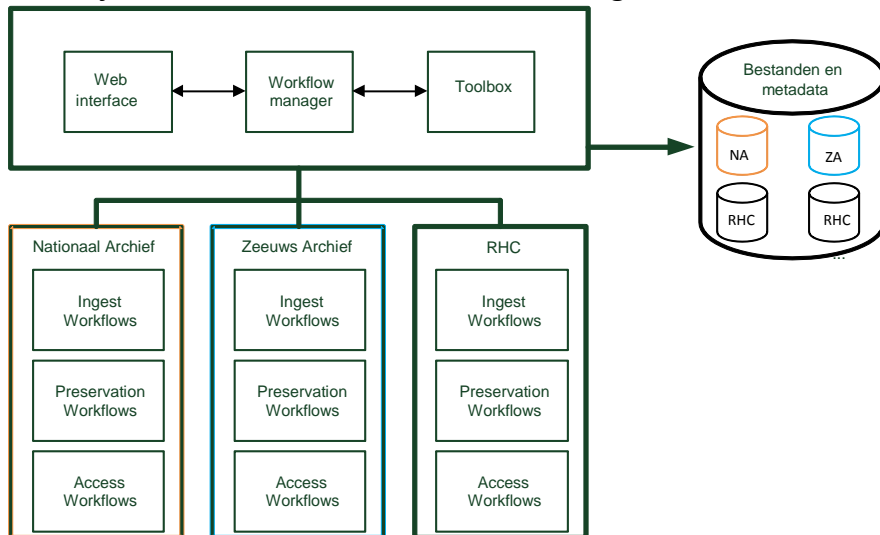 Web
interface
Workflow
manager
Toolbox
Bestanden en
metadata
NA
ZA
RHC
RHC
...
Nationaal Archief
Zeeuws Archief
RHC
Ingest
Workflows
Ingest
Workflows
Ingest
Workflows
Preservation
Workflows
Preservation
Workflows
Preservation
Workflows
Access
Workflows
Access
Workflows
Access
Workflows